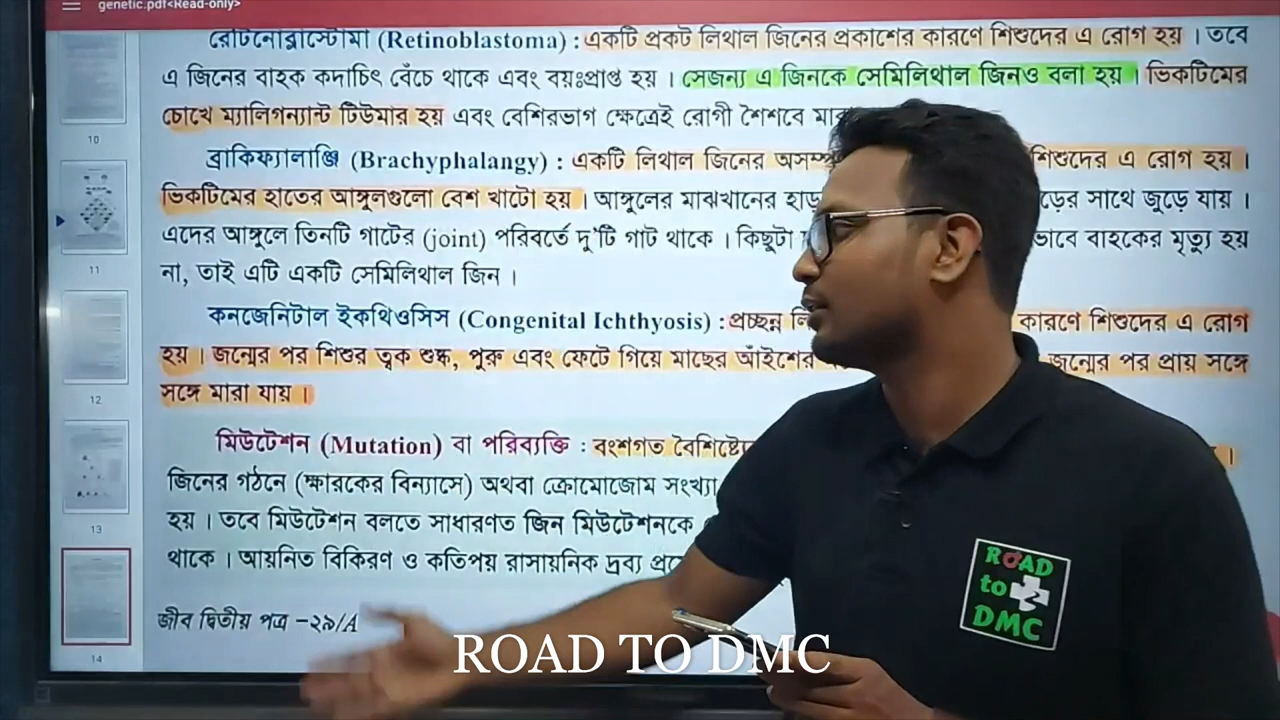 genetic.pdf<Read-only>
রেটিনোব্লাস্টোমা (Retinoblastoma) : একটি প্রকট লিথাল জিনের প্রকাশের কারণে শিশুদের এ রোগ হয় । তবে
এ জিনের বাহক কদাচিৎ বেঁচে থাকে এবং বয়ঃপ্রাপ্ত হয় । সেজন্য এ জিনকে সেমিলিথাল জিনও বলা হয় । ভিকটিমের
চোখে ম্যালিগন্যান্ট টিউমার হয় এবং বেশিরভাগ ক্ষেত্রেই রোগী শৈশবে
ব্রাকিফ্যালাঞ্জি (Brachyphalangy) : একটি লিথাল জিনের শিশুদের এ রোগ হয় ।
ভিকটিমের হাতের আঙ্গুলগুলো বেশ খাটো হয় । আঙ্গুলের মাঝখানের সাথে জুড়ে যায় ।
এদের আঙ্গুলে তিনটি গাটের (joint) পরিবর্তে দু'টি গাট থাকে । কিছুটা ভাবে বাহকের মৃত্যু হয়
না, তাই এটি একটি সেমিলিথাল জিন ।
কনজেনিটাল ইকথিওসিস (Congenital Ichthyosis) : প্রচ্ছন্ন কারণে শিশুদের এ রোগ
হয় । জন্মের পর শিশুর ত্বক শুষ্ক, পুরু এবং ফেটে গিয়ে মাছের আঁইশের জন্মের পর প্রায় সঙ্গে
সঙ্গে মারা যায় ।
মিউটেশন (Mutation) বা পরিব্যক্তি : বংশগত
জিনের গঠনে (ক্ষারকের বিন্যাসে) অথবা ক্রোমোজোম সংখ্যা
হয় । তবে মিউটেশন বলতে সাধারণত জিন মিউটেশনকে
থাকে । আয়নিত বিকিরণ ও কতিপয় রাসায়নিক দ্রব্য
জীব দ্বিতীয় পত্র -২৯/A
10
11
12
13
14
ROAD
to
DMC
ROAD TO DMC